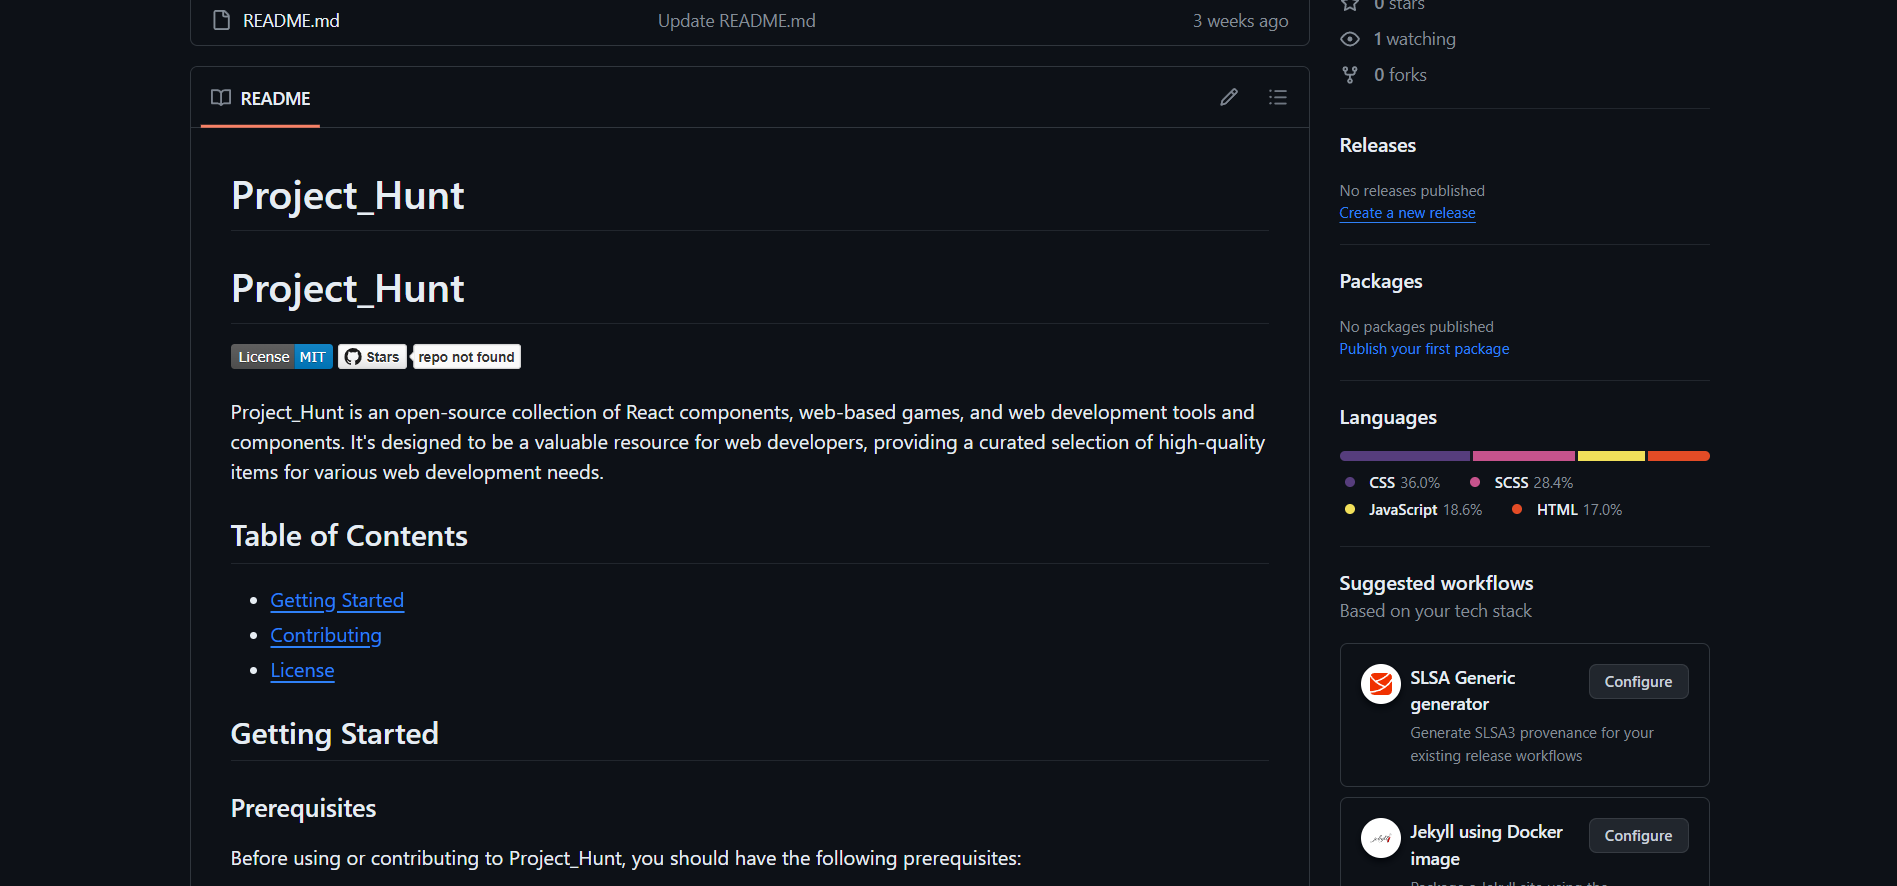 README.md Update README.md 3 weeks ago
README
Project_Hunt
Project_Hunt
License MIT Stars repo not found
Project_Hunt is an open-source collection of React components, web-based games, and web development tools and
components. It's designed to be a valuable resource for web developers, providing a curated selection of high-quality
items for various web development needs.
Table of Contents
Getting Started
Contributing
License
Getting Started
Prerequisites
Before using or contributing to Project_Hunt, you should have the following prerequisites:
0 stars
1 watching
0 forks
Releases
No releases published
Create a new release
Packages
No packages published
Publish your first package
Languages
CSS 36.0% SCSS 28.4%
JavaScript 18.6% HTML 17.0%
Suggested workflows
Based on your tech stack
SLSA Generic
generator
Configure
Generate SLSA3 provenance for your
existing release workflows
Jekyll using Docker
image
Configure